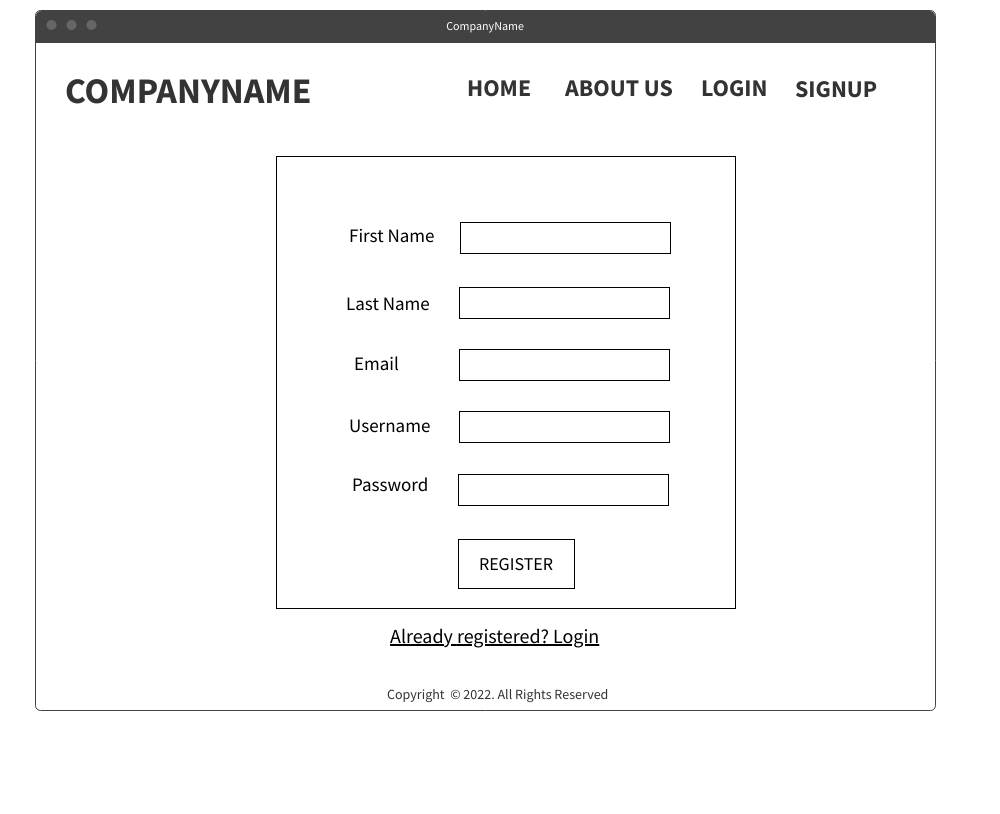 CompanyName
COMPANYNAME HOME ABOUT US LOGIN SIGNUP
First Name
Last Name
Email
Username
Password
REGISTER
Already registered? Login
Copyright © 2022. All Rights Reserved